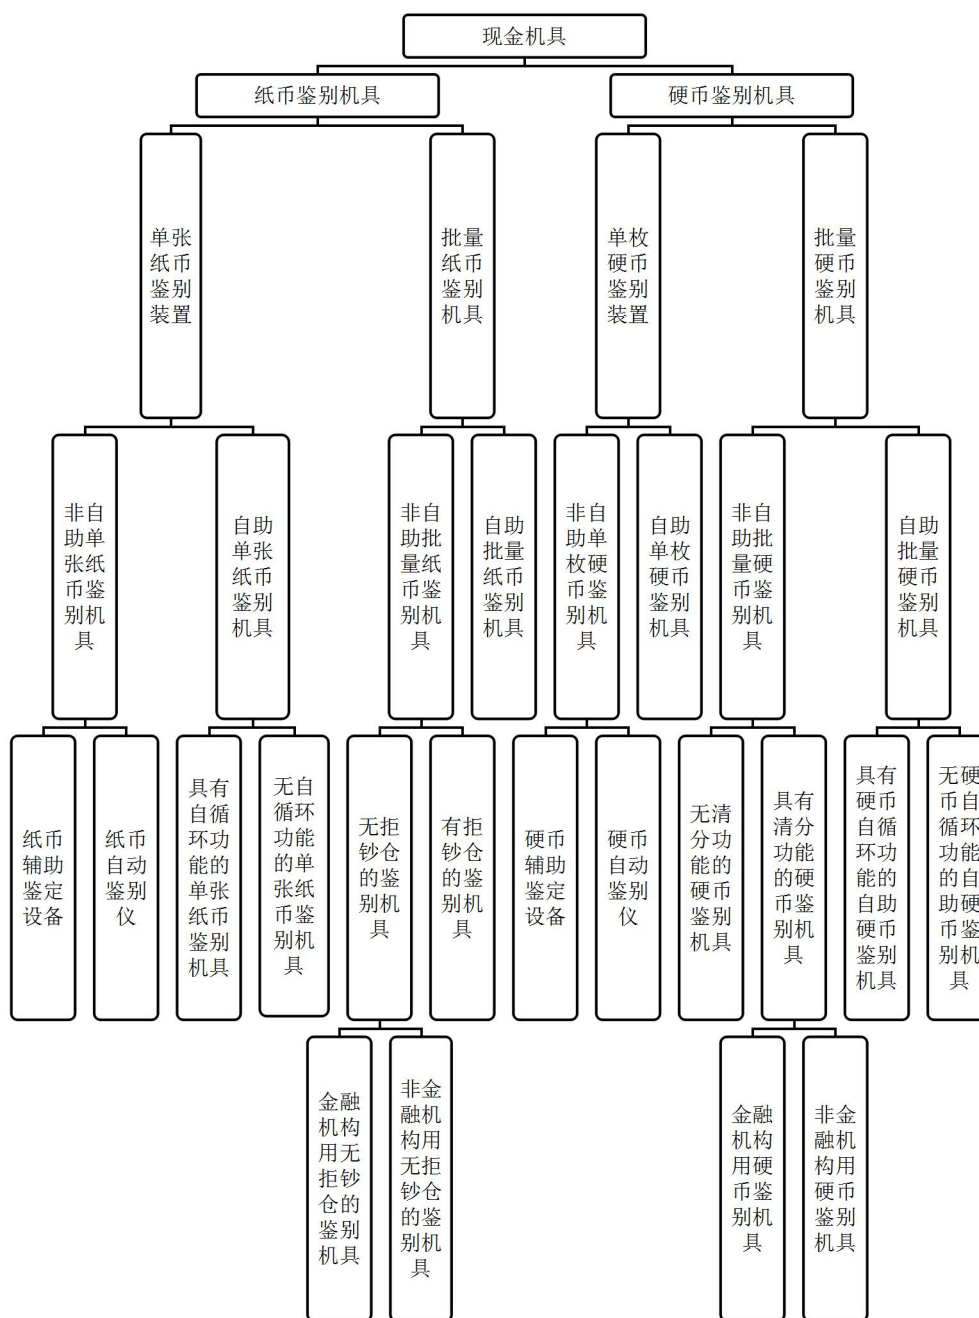 现金机具
纸币鉴别机具
硬币鉴别机具
单张
纸币
鉴别
装置
批量
纸币
鉴别
机具
单枚
硬币
鉴别
装置
批量
硬币
鉴别
机具
非自
助单
张纸
币鉴
别机
具
自助
单张
纸币
鉴别
机具
非自
助批
量纸
币鉴
别机
具
自助
批量
纸币
鉴别
机具
非自
助单
枚硬
币鉴
别机
具
自助
单枚
硬币
鉴别
机具
非自
助批
量硬
币鉴
别机
具
自助
批量
硬币
鉴别
机具
纸币
辅助
鉴定
设备
纸币
自动
鉴别
仪
具有
自循
环功
能的
单张
纸币
鉴别
机具
无自
循环
功能
的单
张纸
币鉴
别机
具
无拒
钞仓
的鉴
别机
具
有拒
钞仓
的鉴
别机
具
硬币
辅助
鉴定
设备
硬币
自动
鉴别
仪
无清
分功
能的
硬币
鉴别
机具
具有
清分
功能
的硬
币鉴
别机
具
具有
硬币
自循
环功
能的
自助
硬币
鉴别
机具
无硬
币自
循环
功能
的自
助硬
币鉴
别机
具
金融
机构
用无
拒钞
仓的
鉴别
机具
非金
融机
构用
无拒
钞仓
的鉴
别机
具
金融
机构
用硬
币鉴
别机
具
非金
融机
构用
硬币
鉴别
机具